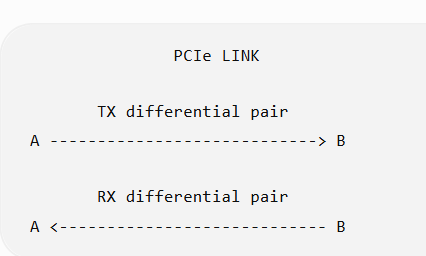 PCIe LINK
TX differential pair
A ----------------------------> B
RX differential pair
A <---------------------------- B